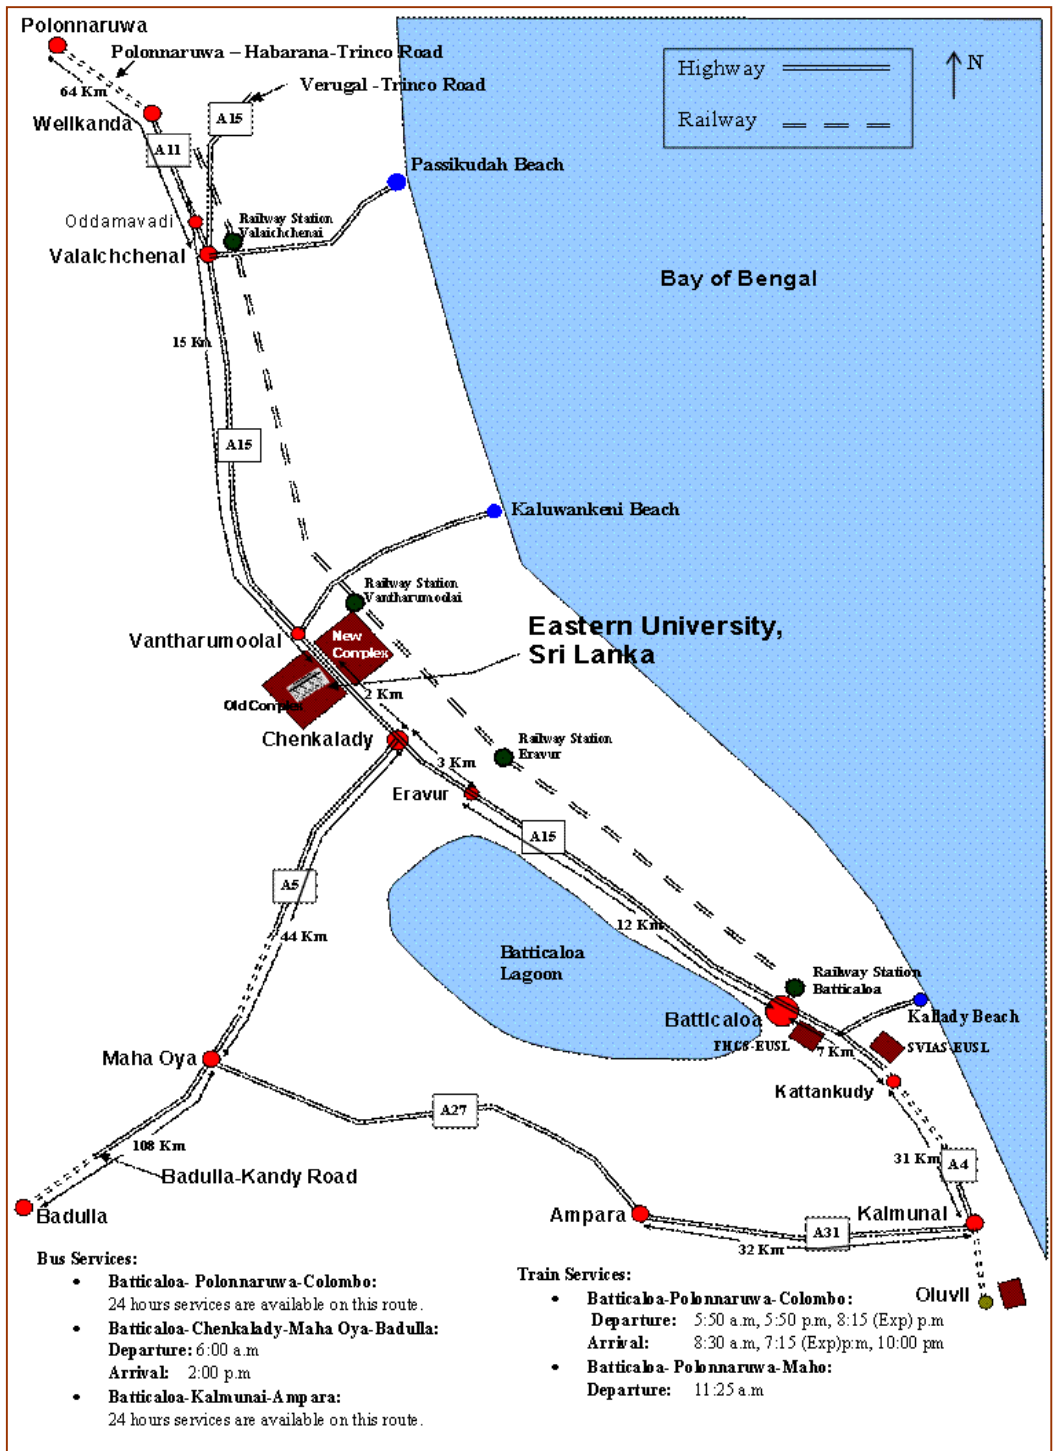 Polonnaruwa
Polonnaruwa – Habarana-Trinco Road
64 Km
Verugal -Trinco Road
Highway
Railway
N
Wellkanda
A15
A11
Passikudah Beach
Oddamavadi
Railway Station
Valaichchenai
Valaichchenai
Bay of Bengal
15 Km
A15
Kaluwankeni Beach
Railway Station
Vantharumoolai
Vantharumoolai
New
Complex
Eastern University,
Sri Lanka
Old Complex
2 Km
Chenkalady
Railway Station
Eravur
3 Km
Eravur
A15
A5
12 Km
44 Km
Batticaloa
Lagoon
Railway Station
Batticaloa
Batticaloa
Kallady Beach
FHCS-EUSL
7 Km
SVIAS-EUSL
Maha Oya
Kattankudy
A27
108 Km
31 Km
A4
Badulla-Kandy Road
Badulla
Ampara
Kalmunai
A31
32 Km
Oluvil
Bus Services:
• Batticaloa- Polonnaruwa-Colombo:
24 hours services are available on this route.
• Batticaloa-Chenkalady-Maha Oya-Badulla:
Departure: 6:00 a.m
Arrival: 2:00 p.m
• Batticaloa-Kalmunai-Ampara:
24 hours services are available on this route.
Train Services:
• Batticaloa-Polonnaruwa-Colombo:
Departure: 5:50 a.m, 5:50 p.m, 8:15 (Exp) p.m
Arrival: 8:30 a.m, 7:15 (Exp)p:m, 10:00 pm
• Batticaloa- Polonnaruwa-Maho:
Departure: 11:25 a.m